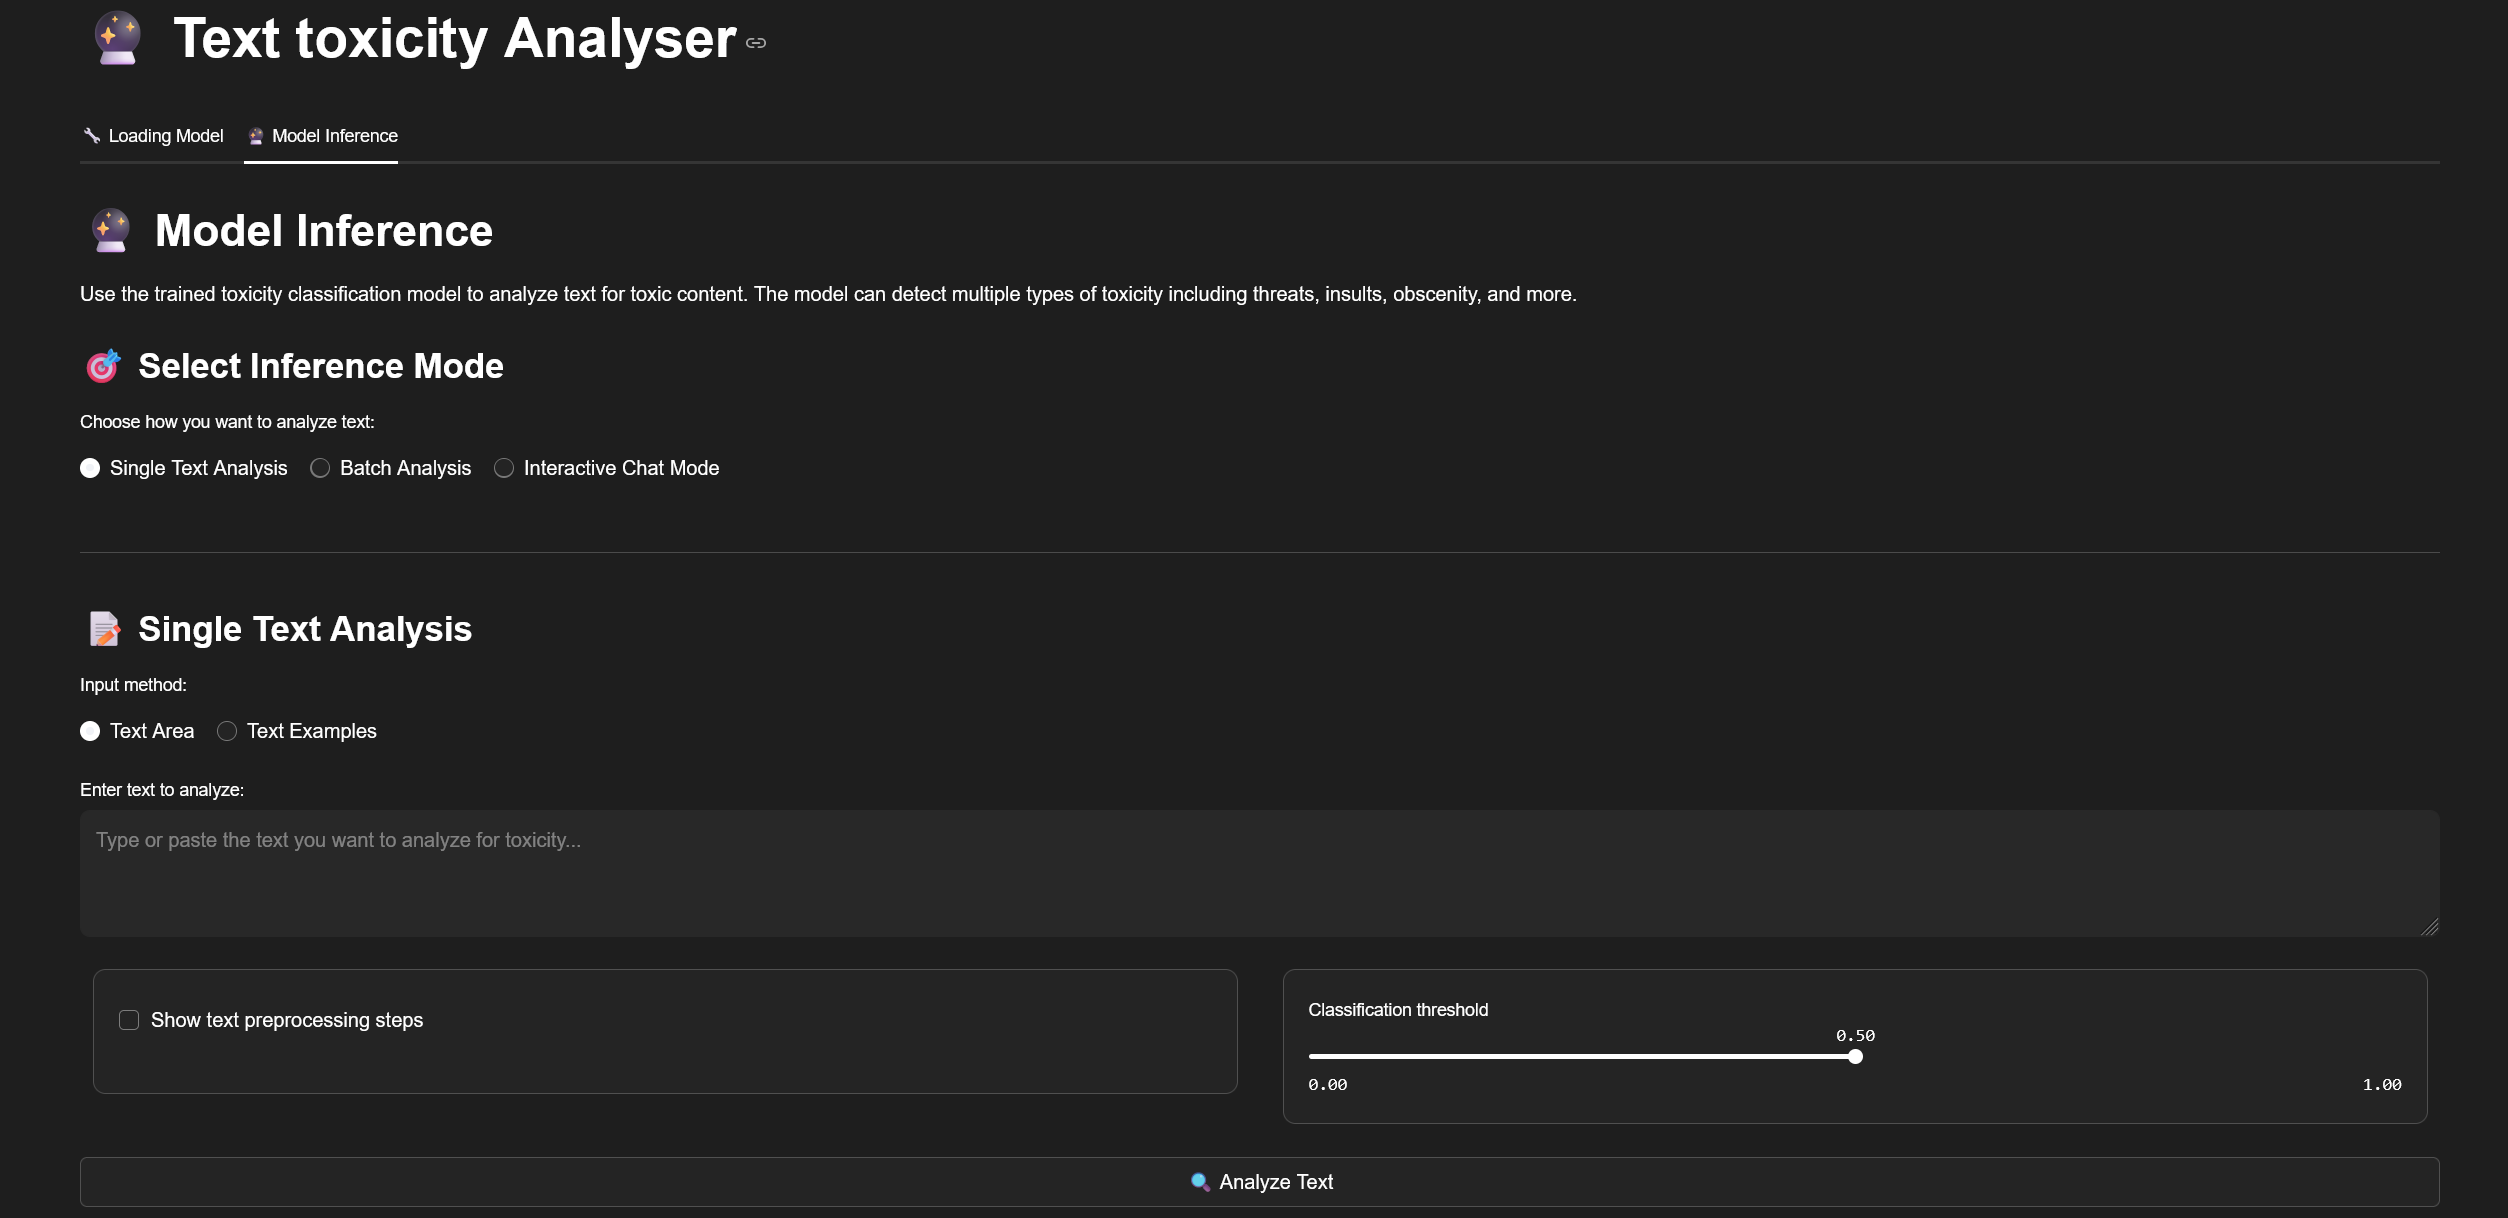 Text toxicity Analyser
Loading Model Model Inference
Model Inference
Use the trained toxicity classification model to analyze text for toxic content. The model can detect multiple types of toxicity including threats, insults, obscenity, and more.
Select Inference Mode
Choose how you want to analyze text:
Single Text Analysis Batch Analysis Interactive Chat Mode
Single Text Analysis
Input method:
Text Area Text Examples
Enter text to analyze:
Type or paste the text you want to analyze for toxicity...
Show text preprocessing steps
Classification threshold
0.50
0.00 1.00
Analyze Text